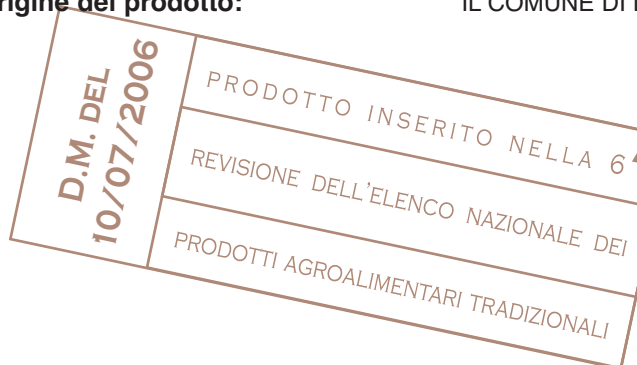 rigine del prodotto:
IL COMUNE DI
D.M. DEL
10/07/2006
PRODOTTO INSERITO NELLA 6ª
REVISIONE DELL'ELENCO NAZIONALE DEI
PRODOTTI AGROALIMENTARI TRADIZIONALI